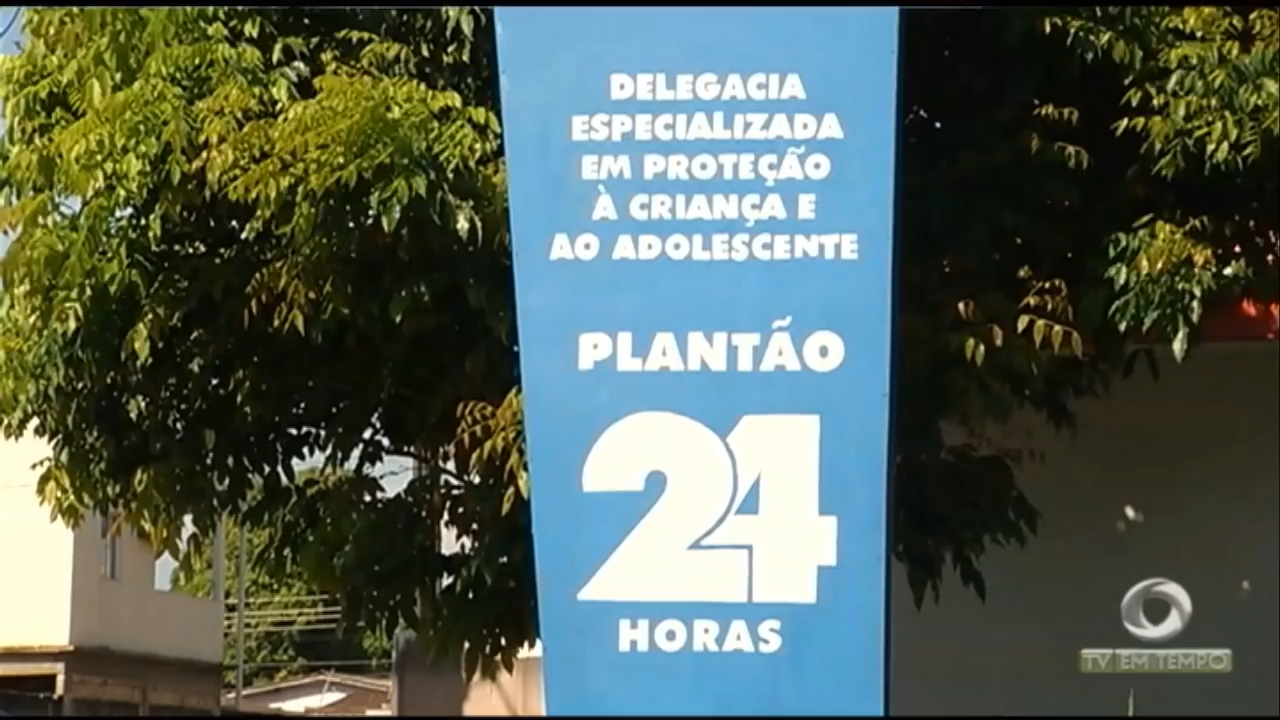 DELEGACIA
ESPECIALIZADA
EM PROTEÇÃO
À CRIANÇA E
AO ADOLESCENTE
PLANTÃO
24
HORAS
TV EM TEMPO